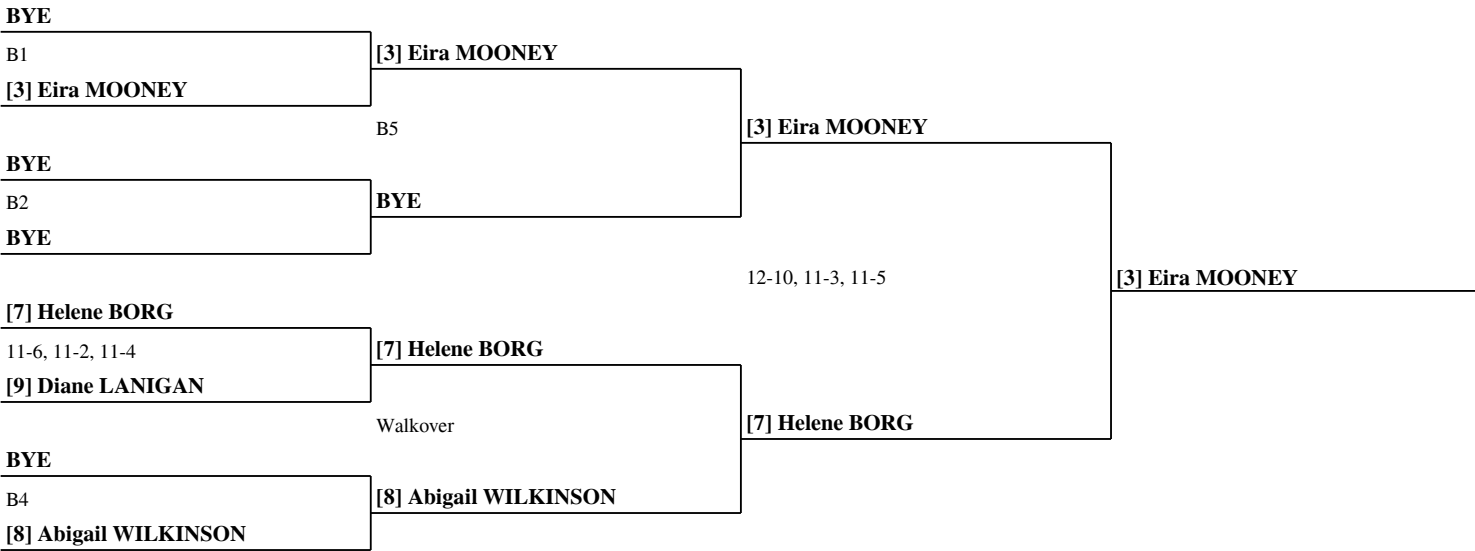 BYE
B1
[3] Eira MOONEY
[3] Eira MOONEY
B5
[3] Eira MOONEY
BYE
B2
BYE
BYE
12-10, 11-3, 11-5
[3] Eira MOONEY
[7] Helene BORG
11-6, 11-2, 11-4
[7] Helene BORG
[9] Diane LANIGAN
Walkover
[7] Helene BORG
BYE
B4
[8] Abigail WILKINSON
[8] Abigail WILKINSON